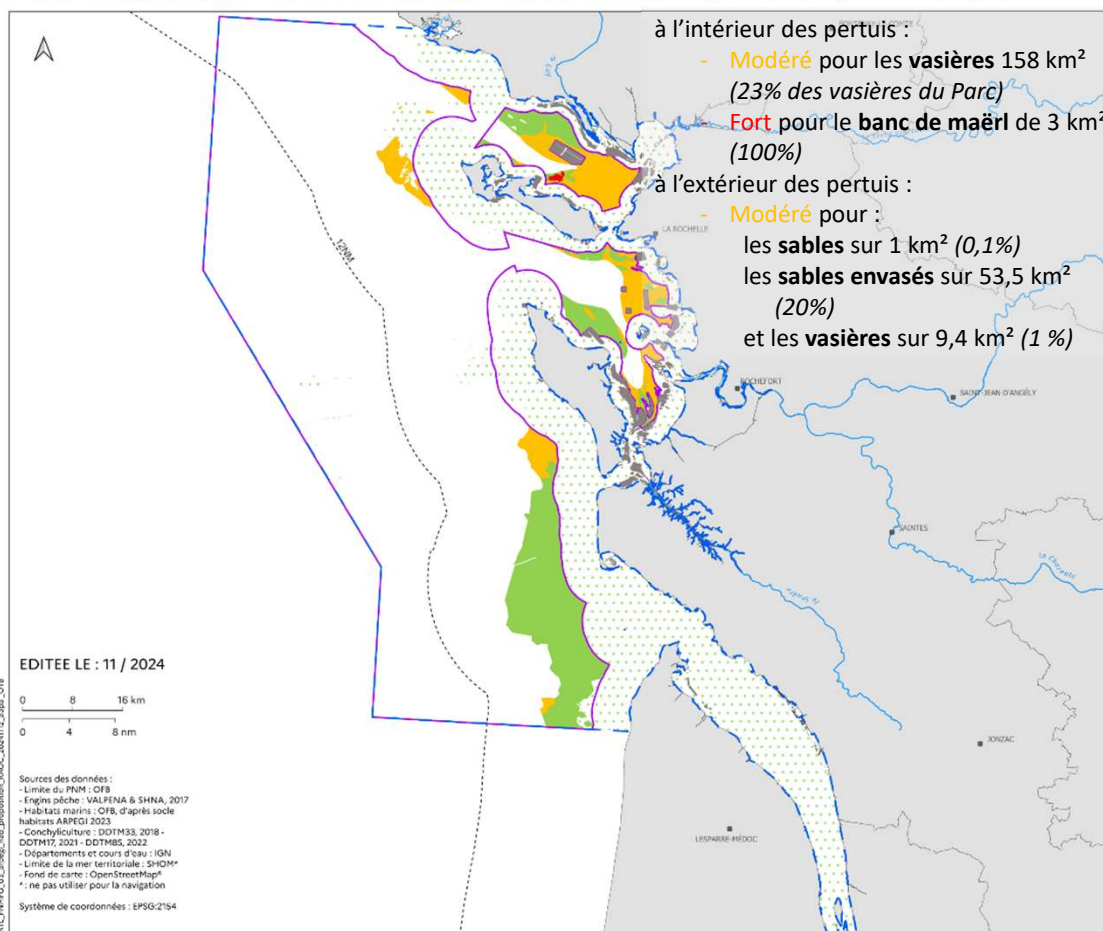 à l'intérieur des pertuis :
- Modéré pour les vasières 158 km²
(23% des vasières du Parc)
- Fort pour le banc de maërl de 3 km²
(100%)
à l'extérieur des pertuis :
- Modéré pour :
les sables sur 1 km² (0,1%)
les sables envasés sur 53,5 km²
(20%)
et les vasières sur 9,4 km² (1 %)
LA ROCHELLE
12NM
ROCHEFORT
SAINT-JEAN-D'ANGÉLY
SAINTES
La Charente
JONZAC
LESPARRE-MÉDOC
EDITEE LE : 11 / 2024
0 8 16 km
0 4 8 nm
Sources des données :
- Limite du PNM : OFB
- Engins pêche : VALPENA & SHNA, 2017
- Habitats marins : OFB, d'après socle
habitats ARPEGI 2023
- Conchyliculture : DDTM33, 2018 -
DDTM17, 2021 - DDTM85, 2022
- Départements et cours d'eau : IGN
- Limite de la mer territoriale : SHOM*
- Fond de carte : OpenStreetMap®
* : ne pas utiliser pour la navigation
Système de coordonnées : EPSG:2154